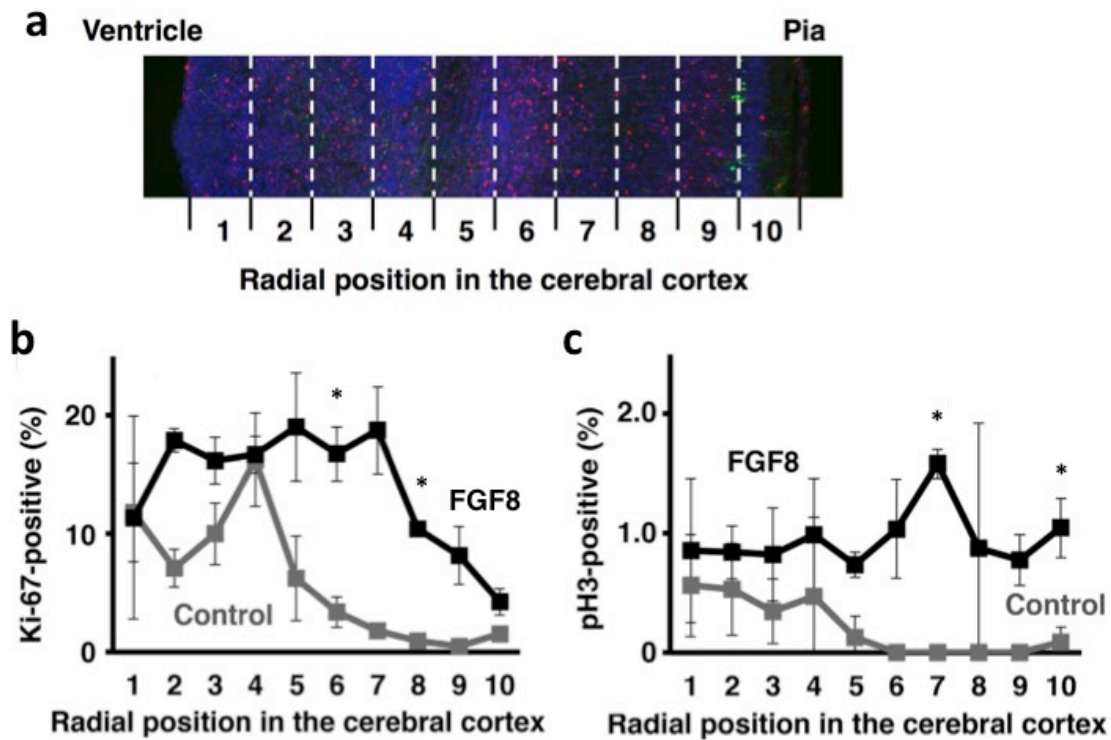 a
Ventricle Pia
1 2 3 4 5 6 7 8 9 10
Radial position in the cerebral cortex
b
Ki-67-positive (%)
20
10
0
*
*
FGF8
Control
1 2 3 4 5 6 7 8 9 10
Radial position in the cerebral cortex
c
pH3-positive (%)
2.0
1.0
0
*
*
FGF8
Control
1 2 3 4 5 6 7 8 9 10
Radial position in the cerebral cortex